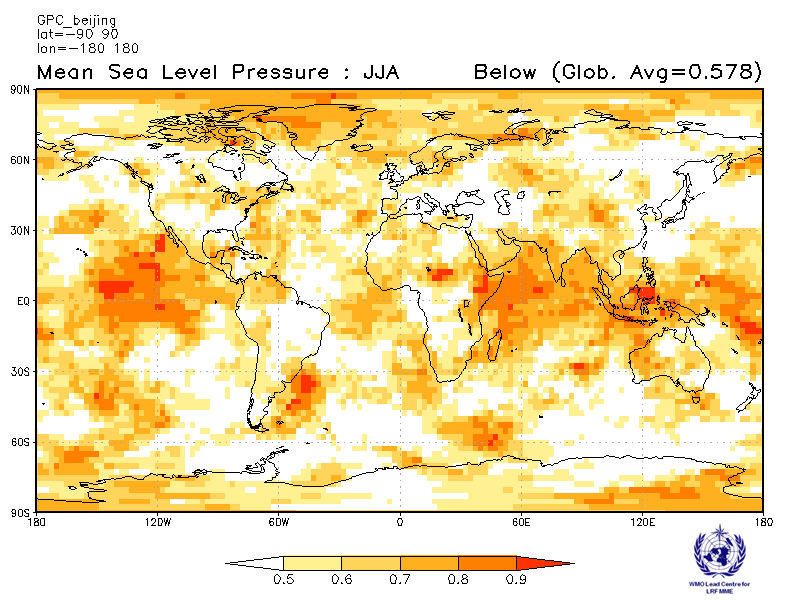 GPC_beijing
lat=-90 90
lon=-180 180
Mean Sea Level Pressure : JJA Below (Glob. Avg=0.578)
90N
60N
30N
EQ
30S
60S
90S
180 120W 60W 0 60E 120E 180
0.5 0.6 0.7 0.8 0.9
WMO Lead Centre for
LRF MME